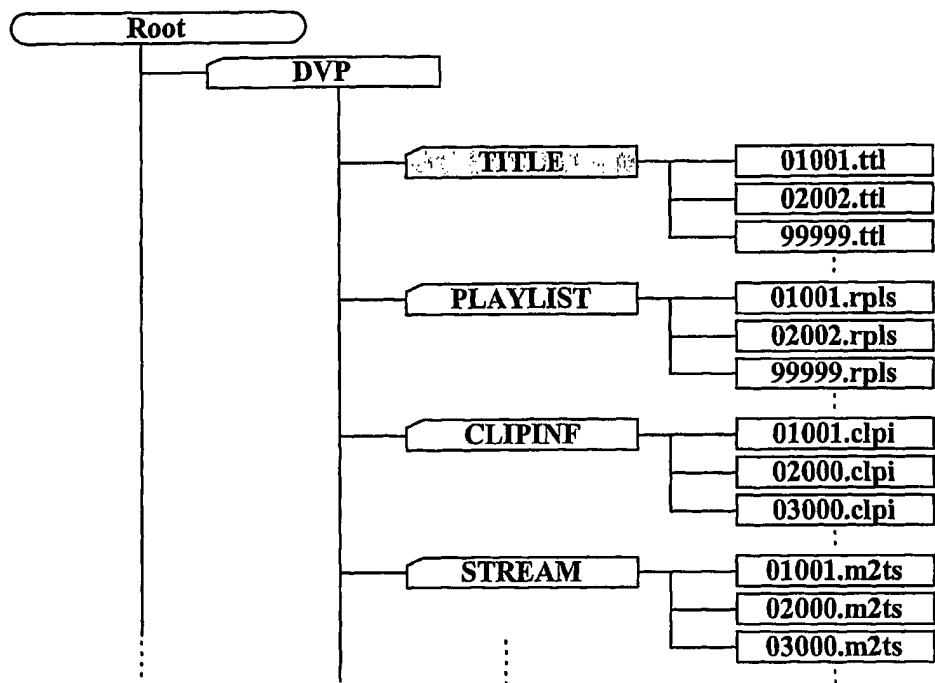 Root
DVP
TITLE
01001.ttl
02002.ttl
99999.ttl
PLAYLIST
01001.rpls
02002.rpls
99999.rpls
CLIPINF
01001.clpi
02000.clpi
03000.clpi
STREAM
01001.m2ts
02000.m2ts
03000.m2ts